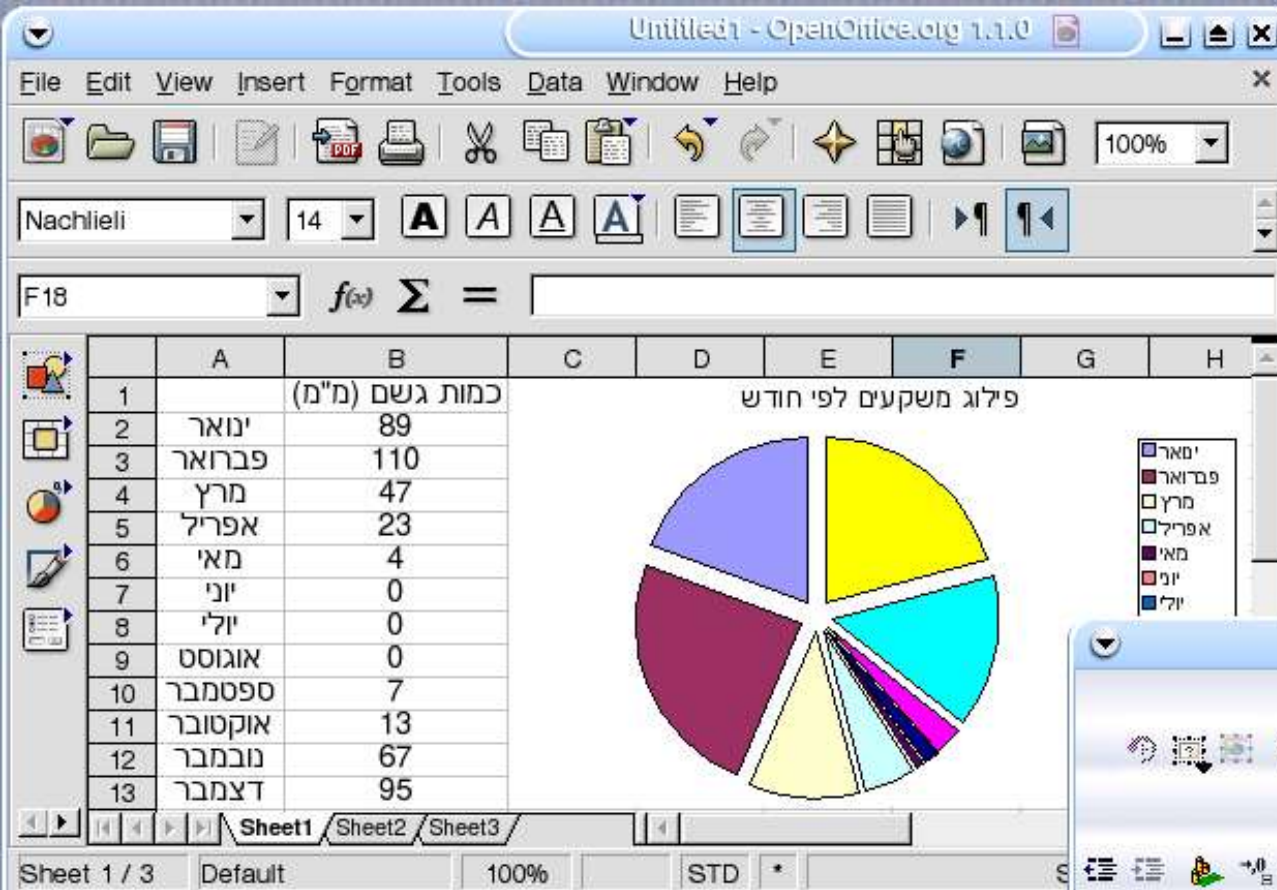 Untitled1 - OpenOffice.org 1.1.0
File Edit View Insert Format Tools Data Window Help
100%
Nachlieli 14
F18 f(x) Σ =
A B C D E F G H
1 כמות גשם (מ"מ)
2 ינואר 89
3 פברואר 110
4 מרץ 47
5 אפריל 23
6 מאי 4
7 יוני 0
8 יולי 0
9 אוגוסט 0
10 ספטמבר 7
11 אוקטובר 13
12 נובמבר 67
13 דצמבר 95
פילוג משקעים לפי חודש
ינואר
פברואר
מרץ
אפריל
מאי
יוני
יולי
Sheet1 Sheet2 Sheet3
Sheet 1 / 3 Default 100% STD *